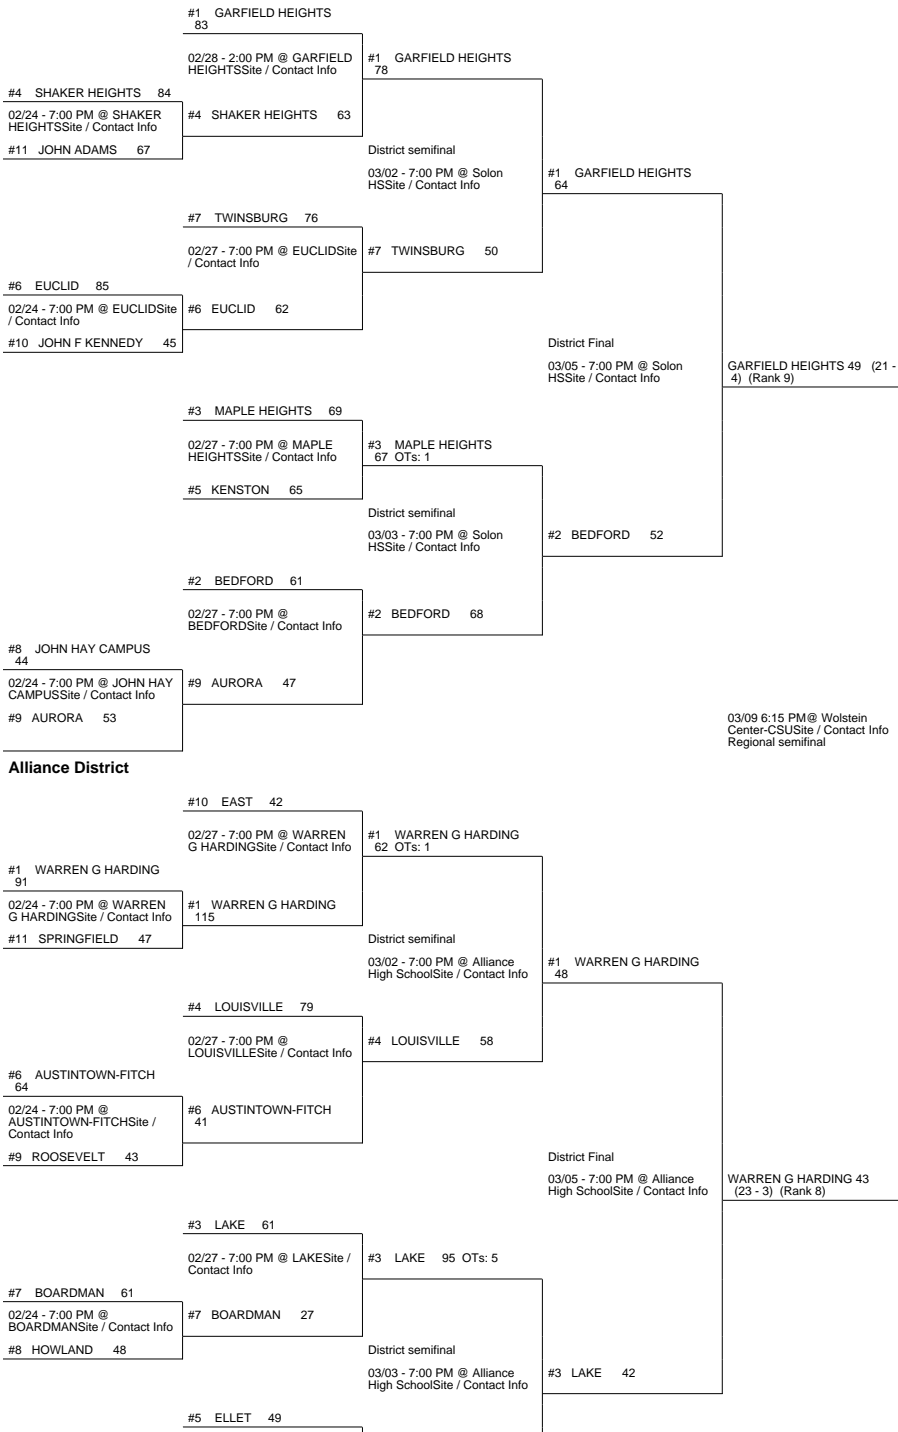 #1 GARFIELD HEIGHTS
83
02/28 - 2:00 PM @ GARFIELD
HEIGHTSSite / Contact Info
#1 GARFIELD HEIGHTS
78
#4 SHAKER HEIGHTS 84
02/24 - 7:00 PM @ SHAKER
HEIGHTSSite / Contact Info
#4 SHAKER HEIGHTS 63
#11 JOHN ADAMS 67
District semifinal
03/02 - 7:00 PM @ Solon
HSSite / Contact Info
#1 GARFIELD HEIGHTS
64
#7 TWINSBURG 76
02/27 - 7:00 PM @ EUCLIDSite
/ Contact Info
#7 TWINSBURG 50
#6 EUCLID 85
02/24 - 7:00 PM @ EUCLIDSite
/ Contact Info
#6 EUCLID 62
#10 JOHN F KENNEDY 45
District Final
03/05 - 7:00 PM @ Solon
HSSite / Contact Info
GARFIELD HEIGHTS 49 (21 -
4) (Rank 9)
#3 MAPLE HEIGHTS 69
02/27 - 7:00 PM @ MAPLE
HEIGHTSSite / Contact Info
#3 MAPLE HEIGHTS
67 OTs: 1
#5 KENSTON 65
District semifinal
03/03 - 7:00 PM @ Solon
HSSite / Contact Info
#2 BEDFORD 52
#2 BEDFORD 61
02/27 - 7:00 PM @
BEDFORDSite / Contact Info
#2 BEDFORD 68
#8 JOHN HAY CAMPUS
44
02/24 - 7:00 PM @ JOHN HAY
CAMPUSSite / Contact Info
#9 AURORA 47
#9 AURORA 53
03/09 6:15 PM@ Wolstein
Center-CSUSite / Contact Info
Regional semifinal
Alliance District
#10 EAST 42
02/27 - 7:00 PM @ WARREN
G HARDINGSite / Contact Info
#1 WARREN G HARDING
62 OTs: 1
#1 WARREN G HARDING
91
02/24 - 7:00 PM @ WARREN
G HARDINGSite / Contact Info
#1 WARREN G HARDING
115
#11 SPRINGFIELD 47
District semifinal
03/02 - 7:00 PM @ Alliance
High SchoolSite / Contact Info
#1 WARREN G HARDING
48
#4 LOUISVILLE 79
02/27 - 7:00 PM @
LOUISVILLESite / Contact Info
#4 LOUISVILLE 58
#6 AUSTINTOWN-FITCH
64
02/24 - 7:00 PM @
AUSTINTOWN-FITCHSite /
Contact Info
#6 AUSTINTOWN-FITCH
41
#9 ROOSEVELT 43
District Final
03/05 - 7:00 PM @ Alliance
High SchoolSite / Contact Info
WARREN G HARDING 43
(23 - 3) (Rank 8)
#3 LAKE 61
02/27 - 7:00 PM @ LAKESite /
Contact Info
#3 LAKE 95 OTs: 5
#7 BOARDMAN 61
02/24 - 7:00 PM @
BOARDMANSite / Contact Info
#7 BOARDMAN 27
#8 HOWLAND 48
District semifinal
03/03 - 7:00 PM @ Alliance
High SchoolSite / Contact Info
#3 LAKE 42
#5 ELLET 49